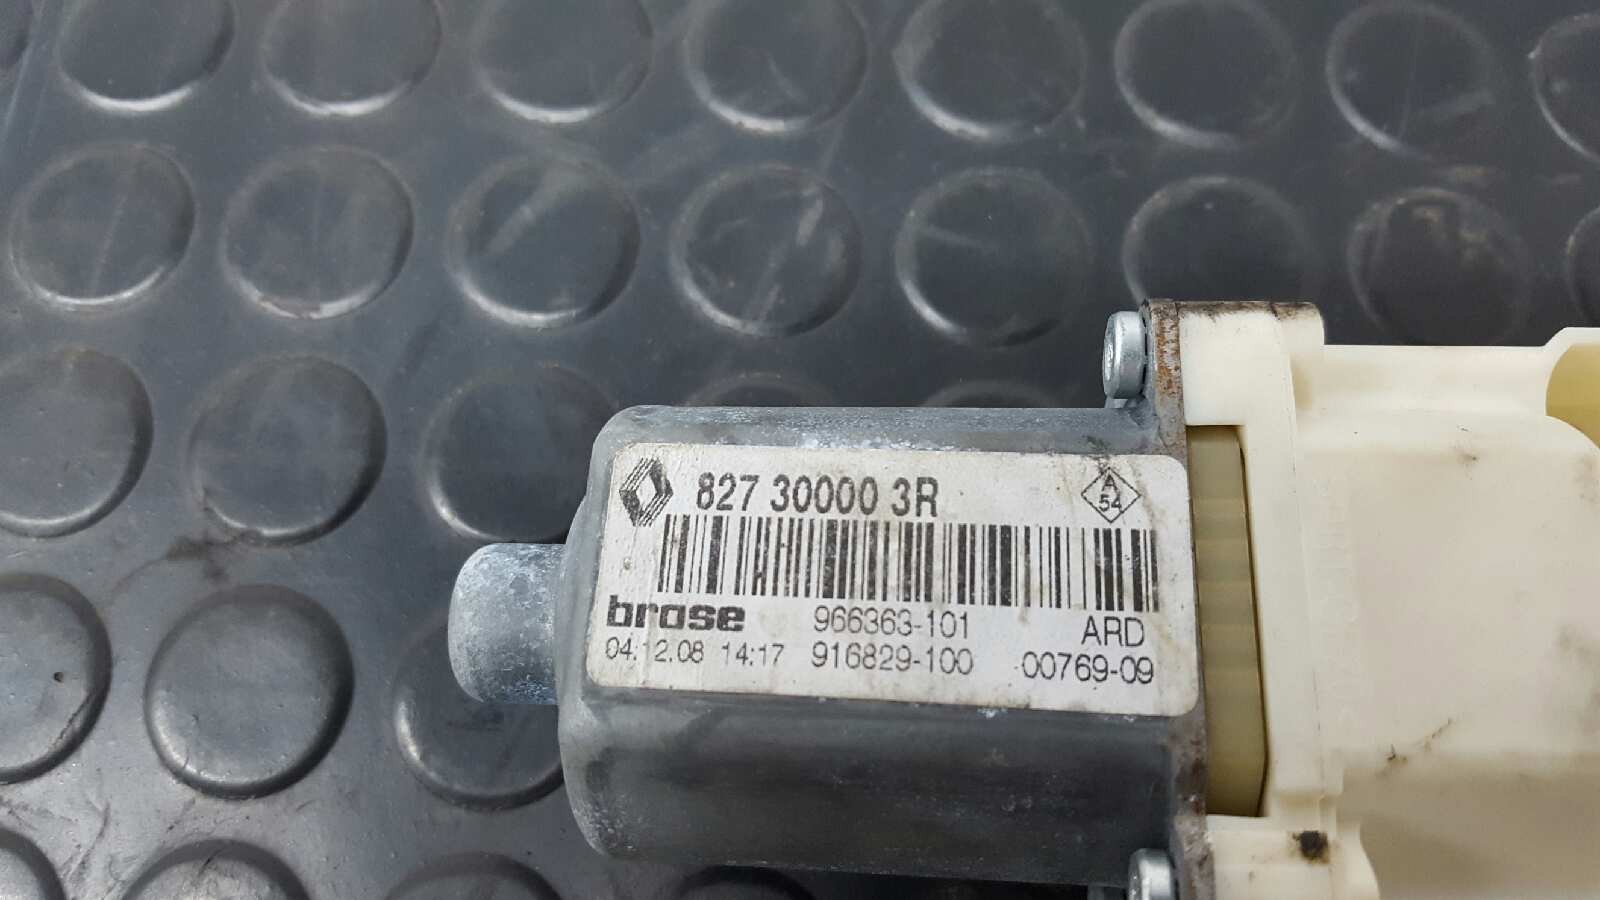 827 30000 3R
A
54
brose 966363-101 ARD
04.12.08 14:17 916829-100 00769-09